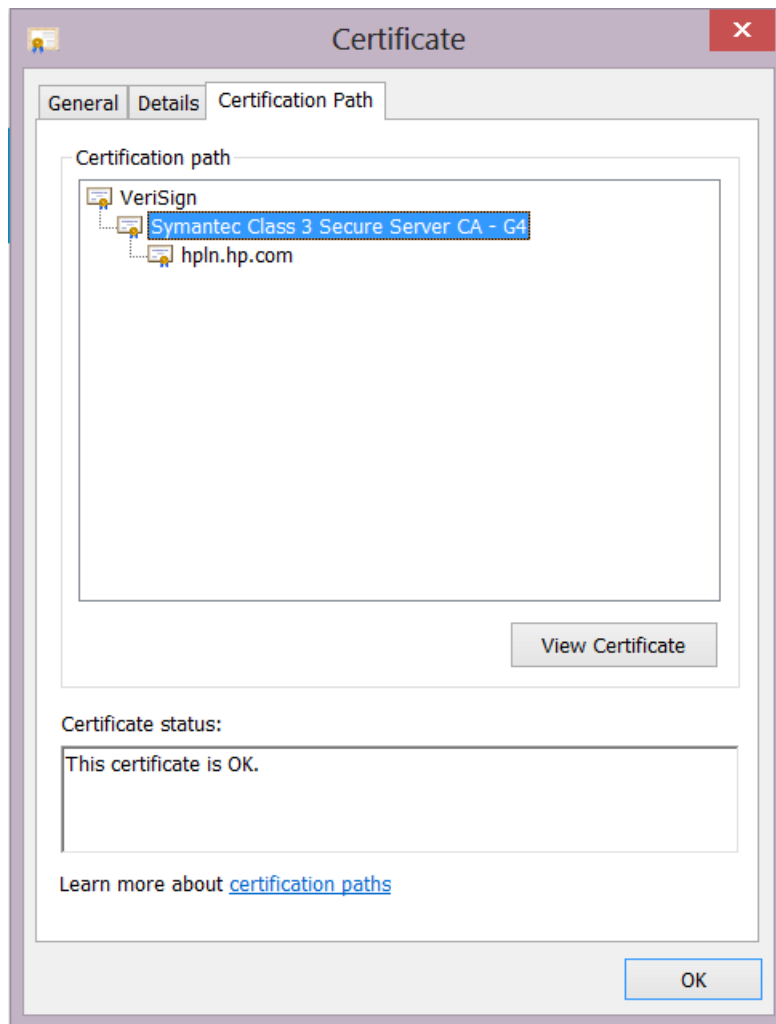 Certificate
General Details Certification Path
Certification path
VeriSign
Symantec Class 3 Secure Server CA - G4
hpln.hp.com
View Certificate
Certificate status:
This certificate is OK.
Learn more about certification paths
OK